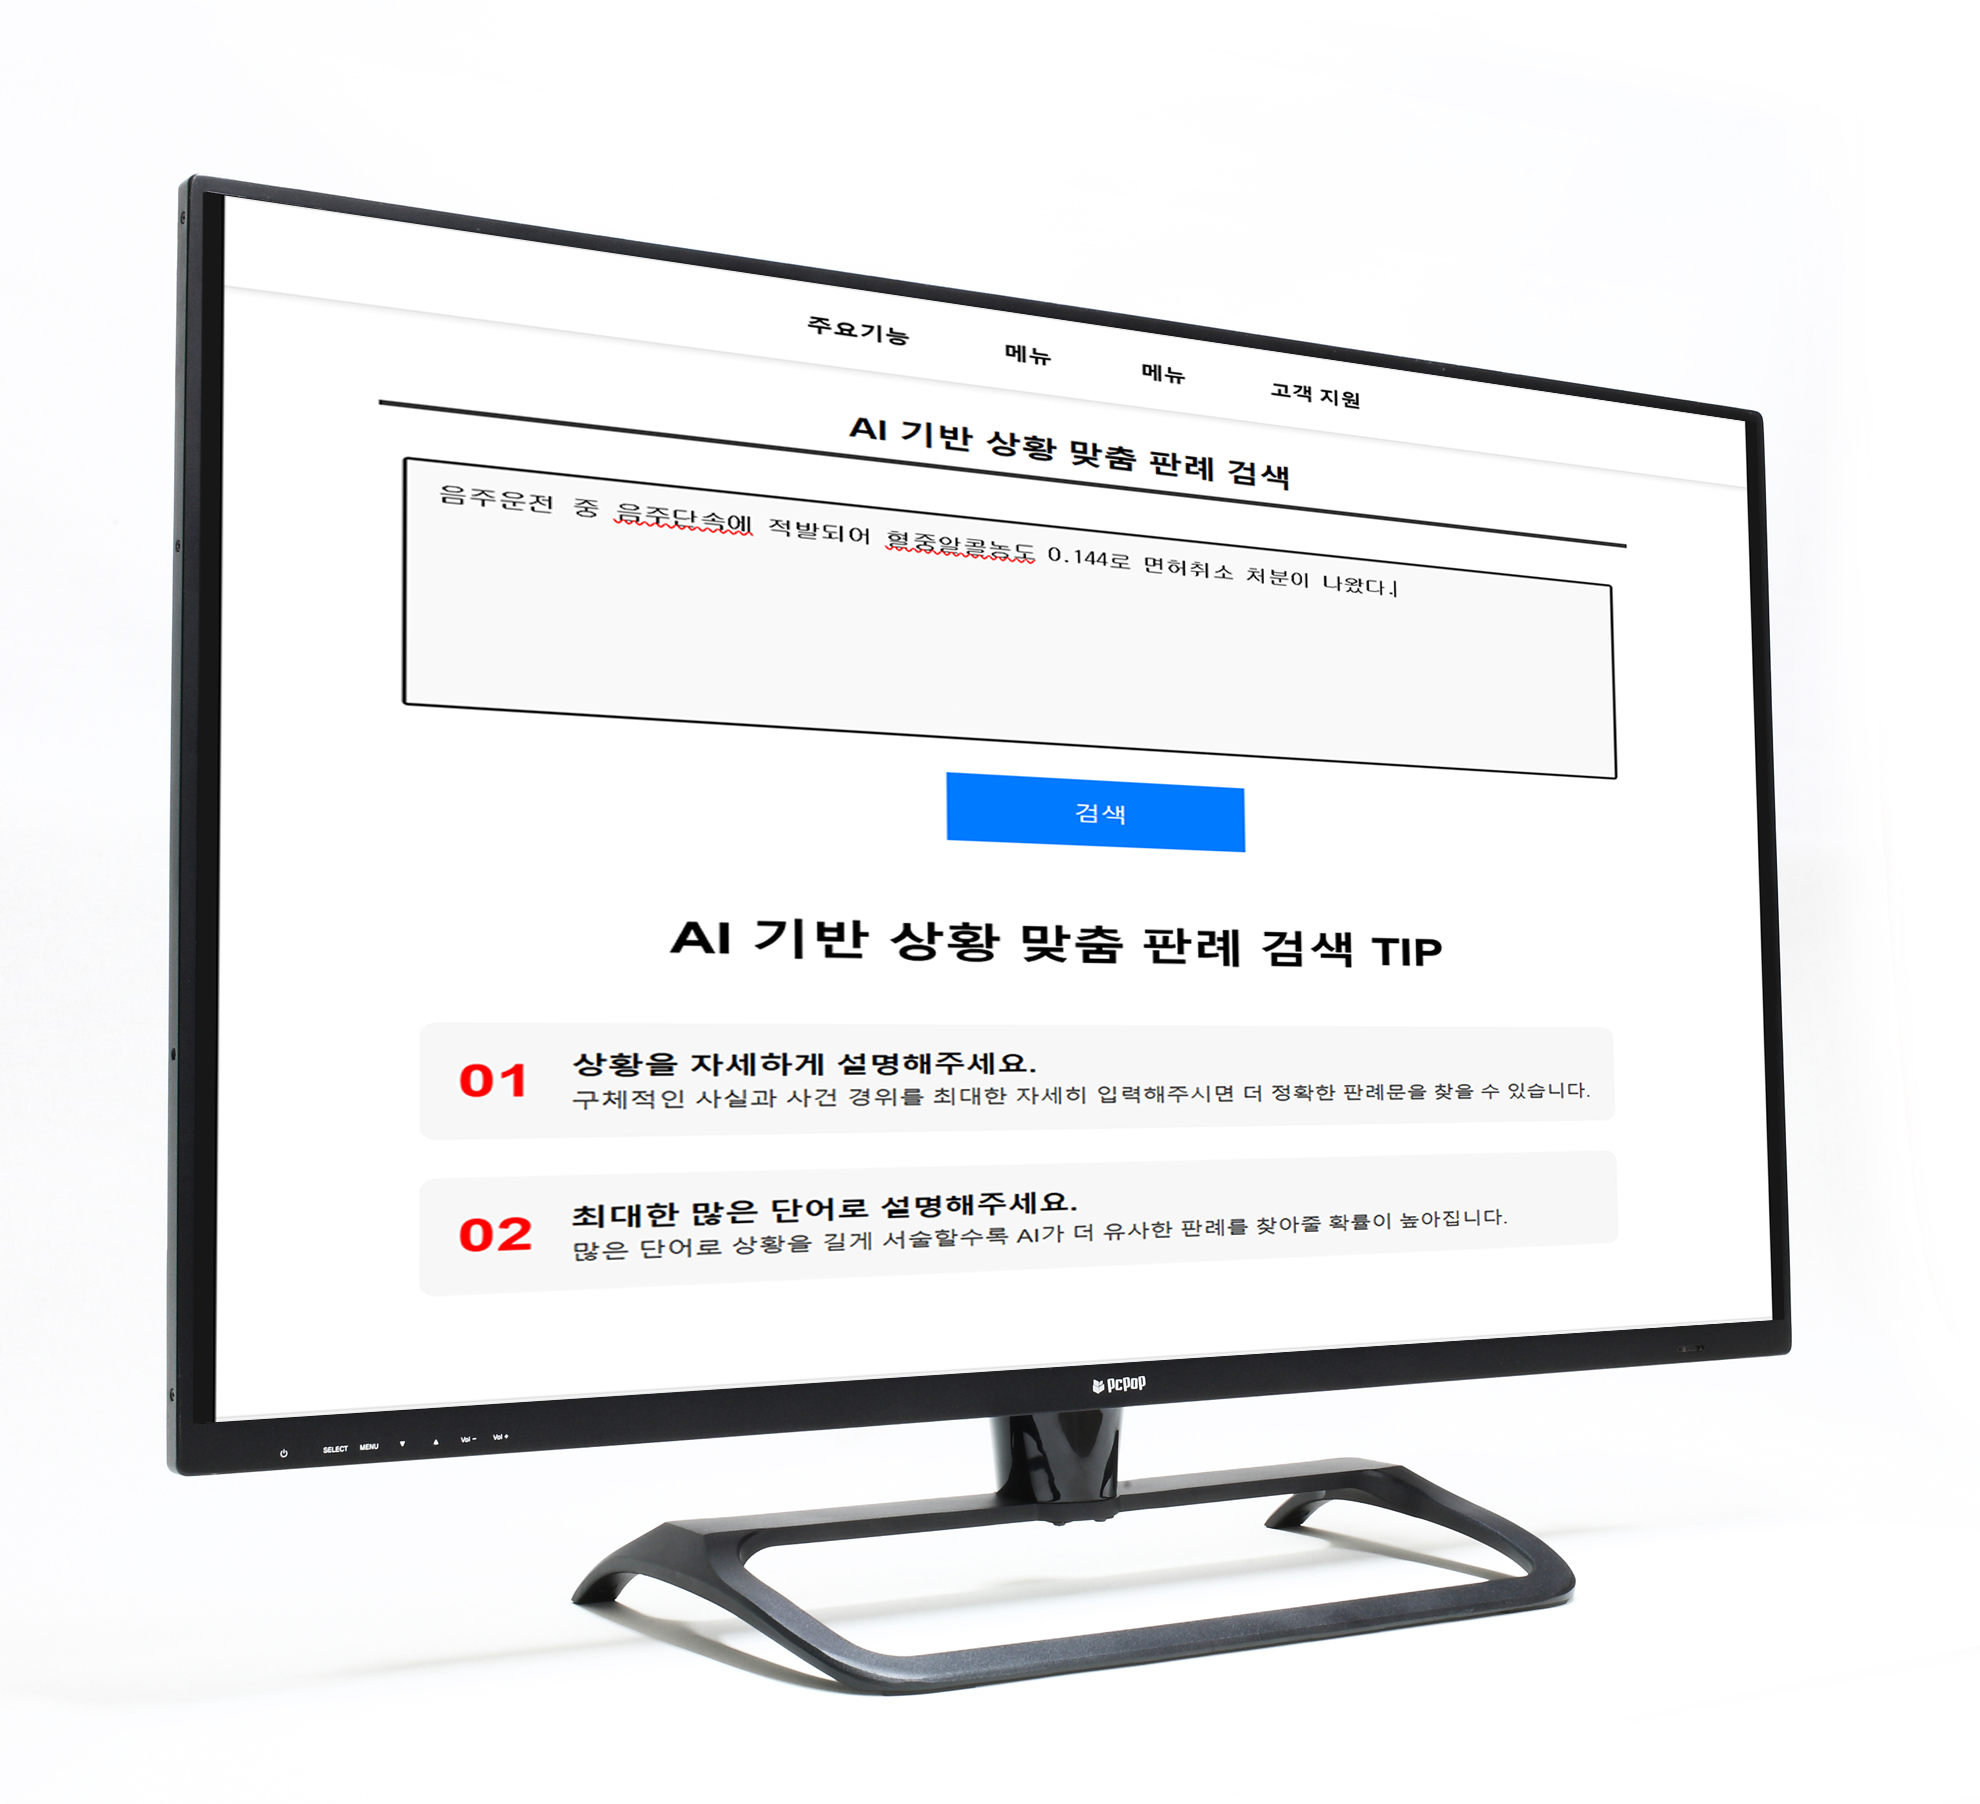 주요기능 메뉴 메뉴 고객 지원
AI 기반 상황 맞춤 판례 검색
음주운전 중 음주단속에 적발되어 혈중알콜농도 0.144로 면허취소 처분이 나왔다.
검색
AI 기반 상황 맞춤 판례 검색 TIP
01 상황을 자세하게 설명해주세요.
구체적인 사실과 사건 경위를 최대한 자세히 입력해주시면 더 정확한 판례문을 찾을 수 있습니다.
02 최대한 많은 단어로 설명해주세요.
많은 단어로 상황을 길게 서술할수록 AI가 더 유사한 판례를 찾아줄 확률이 높아집니다.
pcpop
SELECT MENU ▼ ▲ Vol - Vol +